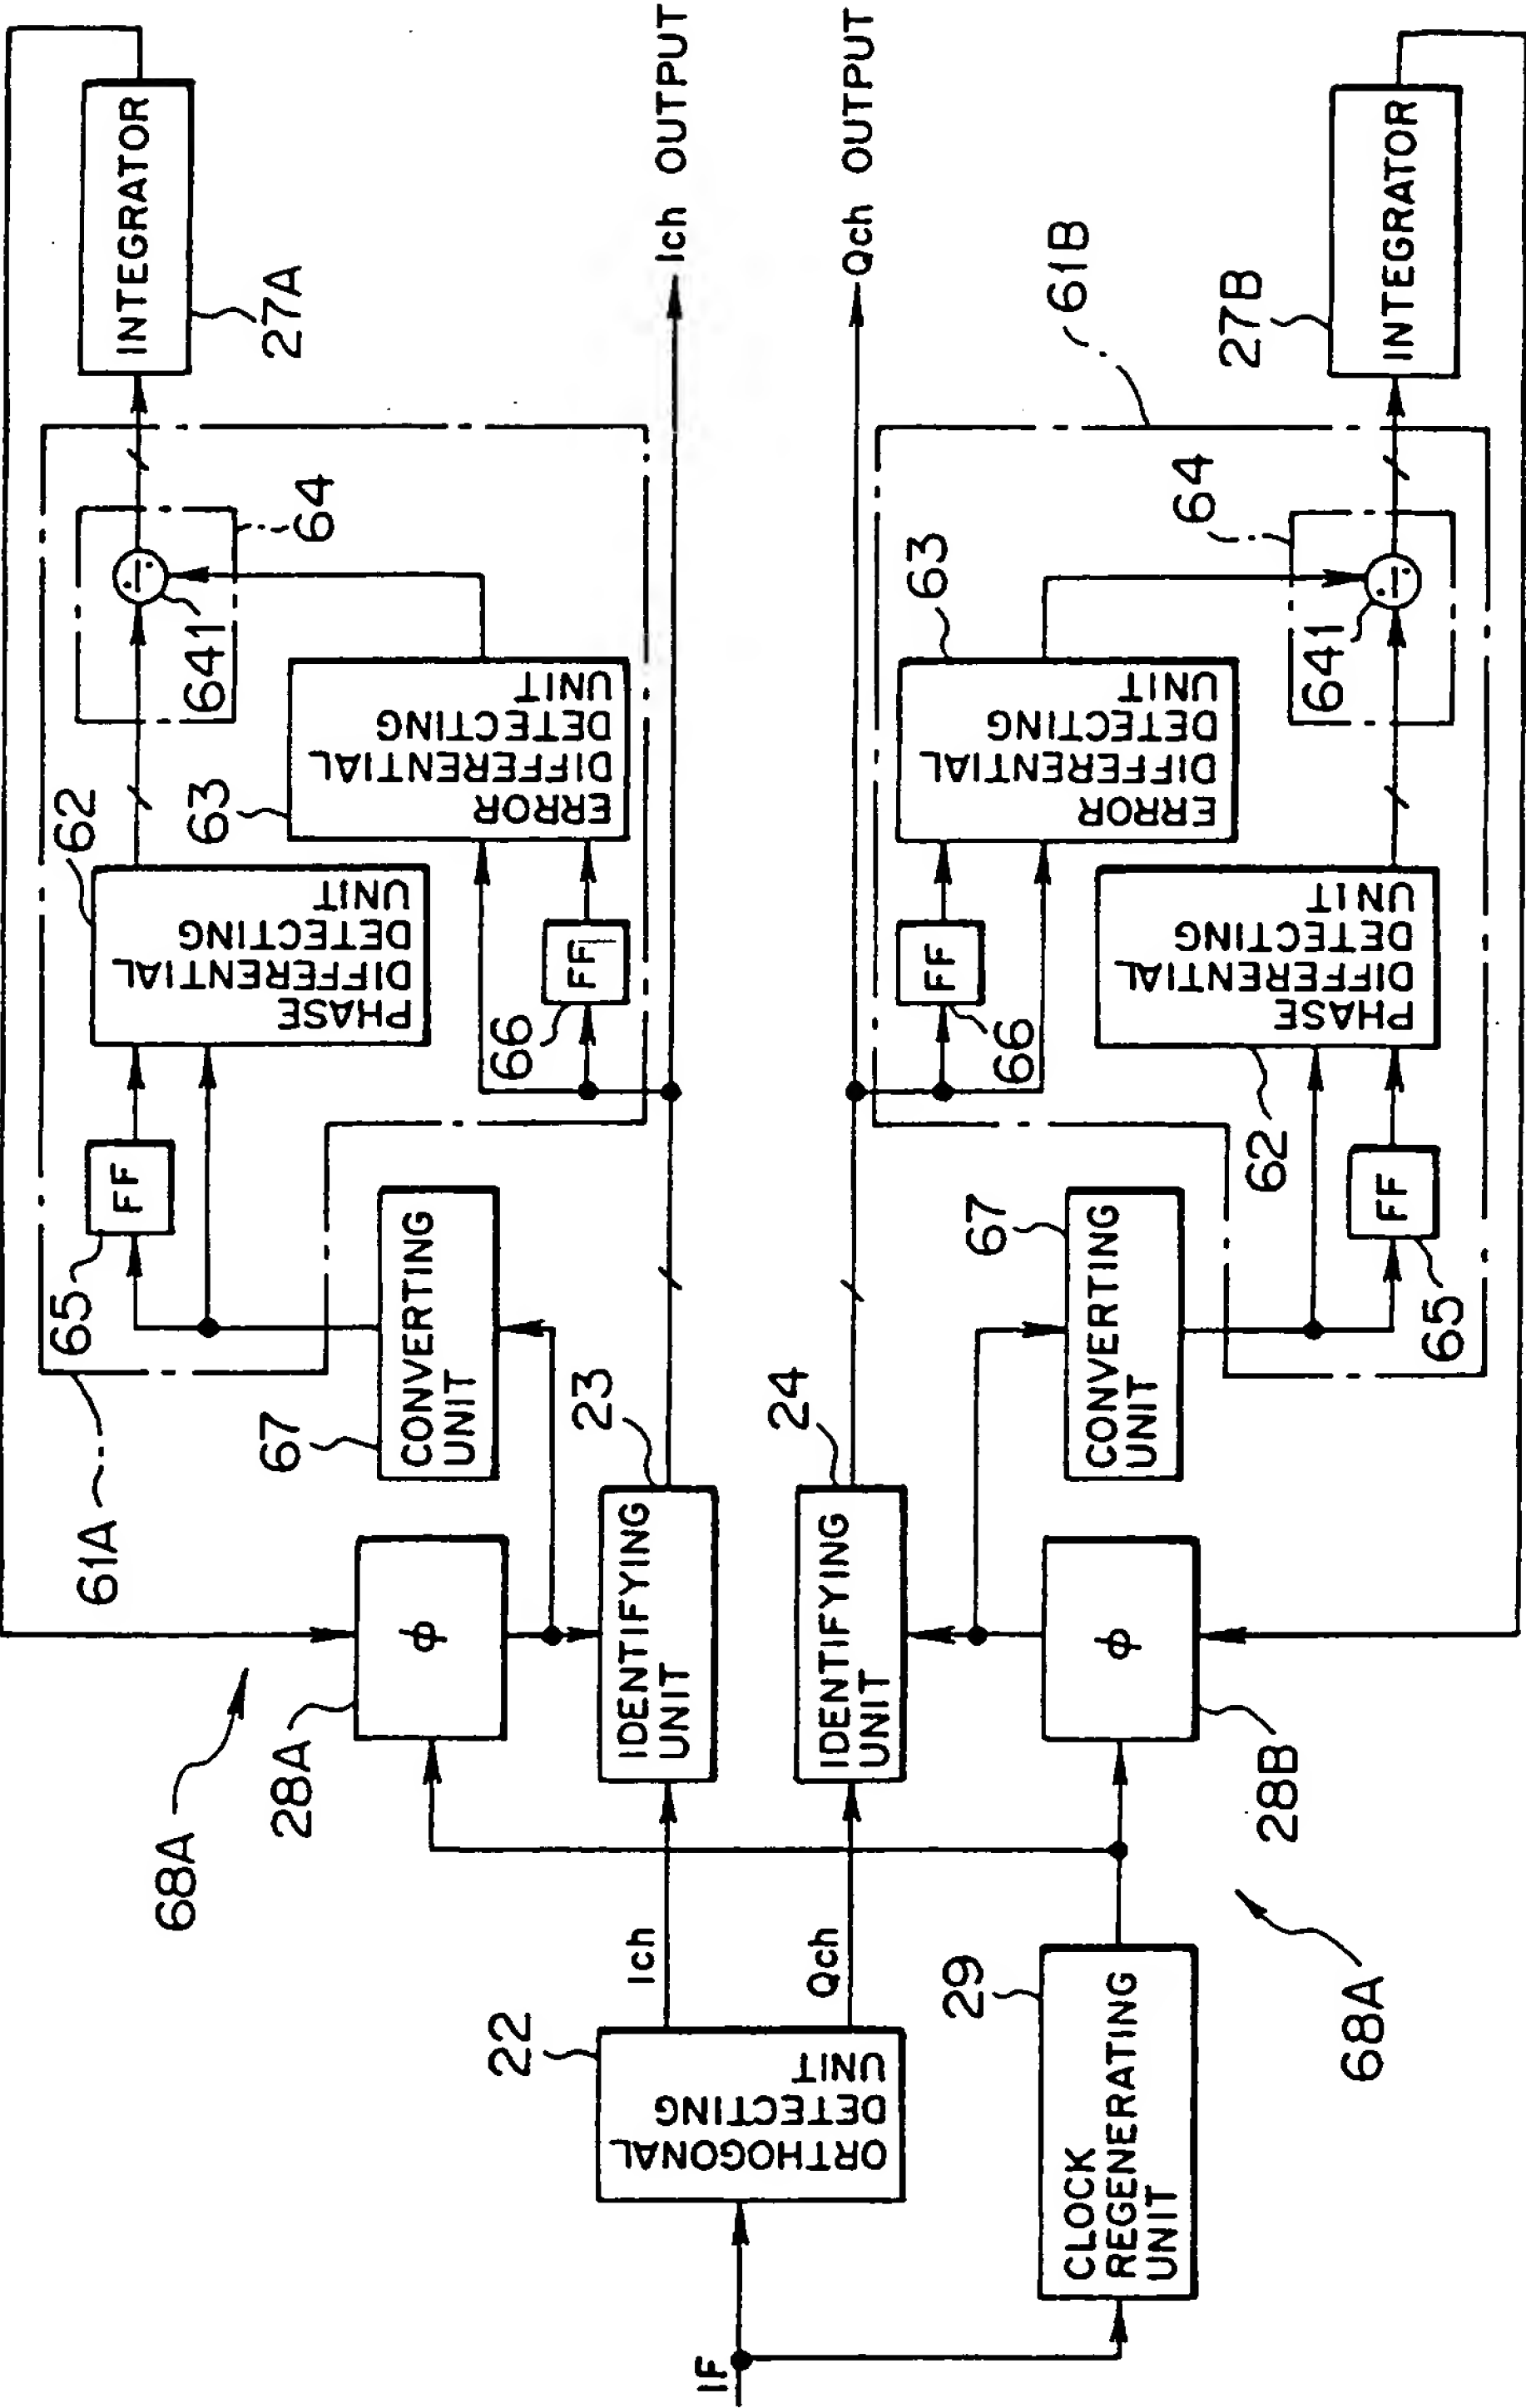 INTEGRATOR
27A
64
641
62
PHASE
DIFFERENTIAL
DETECTING
UNIT
63
ERROR
DIFFERENTIAL
DETECTING
UNIT
FF
65
FF
66
61A
67
CONVERTING
UNIT
68A
28A
φ
23
IDENTIFYING
UNIT
Ich OUTPUT
IF
22
ORTHOGONAL
DETECTING
UNIT
Ich
Qch
29
CLOCK
REGENERATING
UNIT
68A
24
IDENTIFYING
UNIT
Qch OUTPUT
φ
28B
67
CONVERTING
UNIT
61B
FF
66
63
ERROR
DIFFERENTIAL
DETECTING
UNIT
62
PHASE
DIFFERENTIAL
DETECTING
UNIT
FF
65
64
641
27B
INTEGRATOR